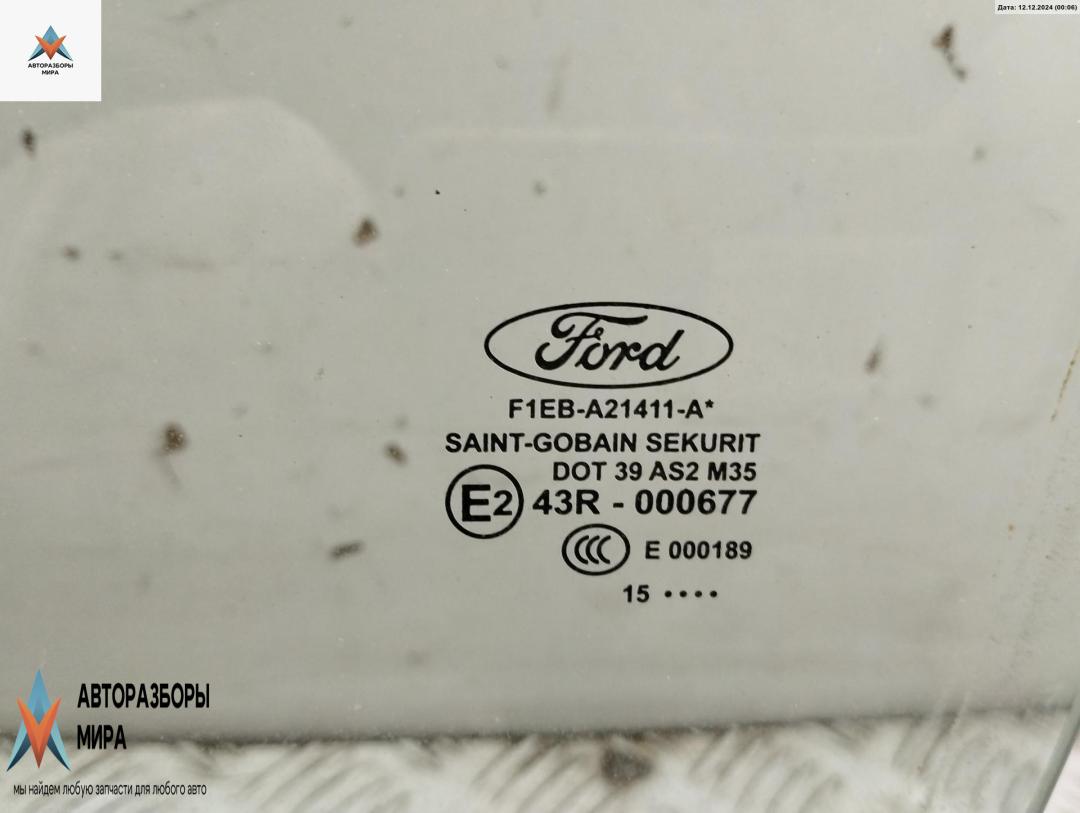 АВТОРАЗБОРЫ
МИРА
Дата: 12.12.2024 (00:06)
Ford
F1EB-A21411-A*
SAINT-GOBAIN SEKURIT
DOT 39 AS2 M35
E2 43R - 000677
CCC E 000189
15 ••••
АВТОРАЗБОРЫ
МИРА
мы найдем любую запчасти для любого авто